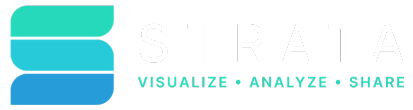 STRATA
VISUALIZE • ANALYZE • SHARE